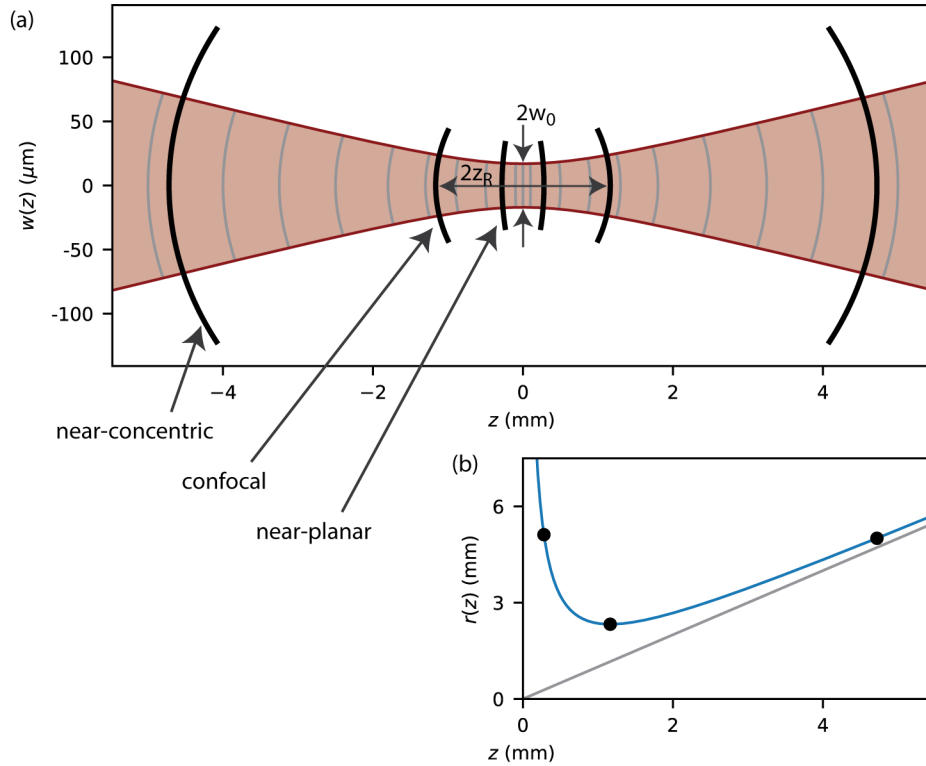 (a)
100
50
0
-50
-100
w(z) (μm)
2w₀
2zR
−4
−2
0
2
4
z (mm)
near-concentric
confocal
near-planar
(b)
6
3
0
r(z) (mm)
0
2
4
z (mm)